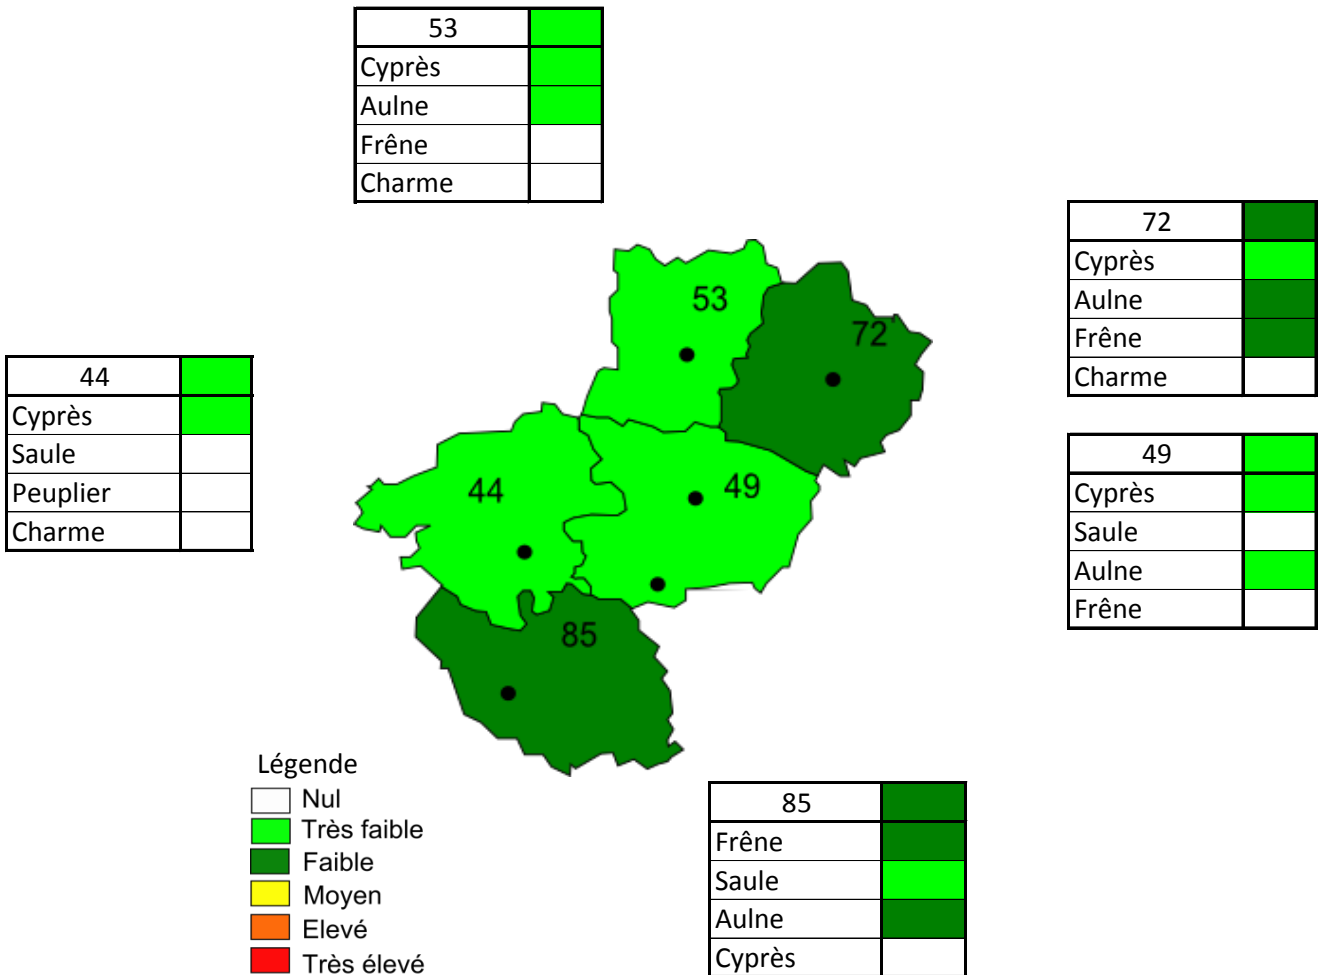 53
Cyprès
Aulne
Frêne
Charme
72
Cyprès
Aulne
Frêne
Charme
44
Cyprès
Saule
Peuplier
Charme
49
Cyprès
Saule
Aulne
Frêne
53
72
44
49
85
Légende
Nul
Très faible
Faible
Moyen
Elevé
Très élevé
85
Frêne
Saule
Aulne
Cyprès